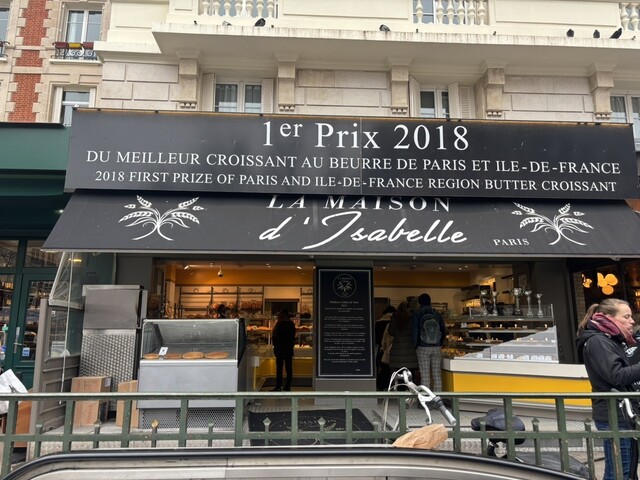 1er Prix 2018
DU MEILLEUR CROISSANT AU BEURRE DE PARIS ET ILE-DE-FRANCE
2018 FIRST PRIZE OF PARIS AND ILE-DE-FRANCE REGION BUTTER CROISSANT
LA MAISON
d'Isabelle
PARIS